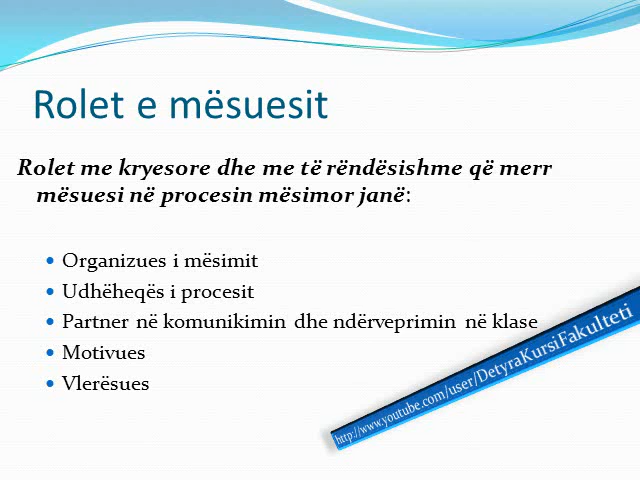 Rolet e mësuesit
Rolet me kryesore dhe me të rëndësishme që merr
mësuesi në procesin mësimor janë:
Organizues i mësimit
Udhëheqës i procesit
Partner në komunikimin dhe ndërveprimin në klase
Motivues
Vlerësues
http://www.youtube.com/user/DetyraKursiFakulteti